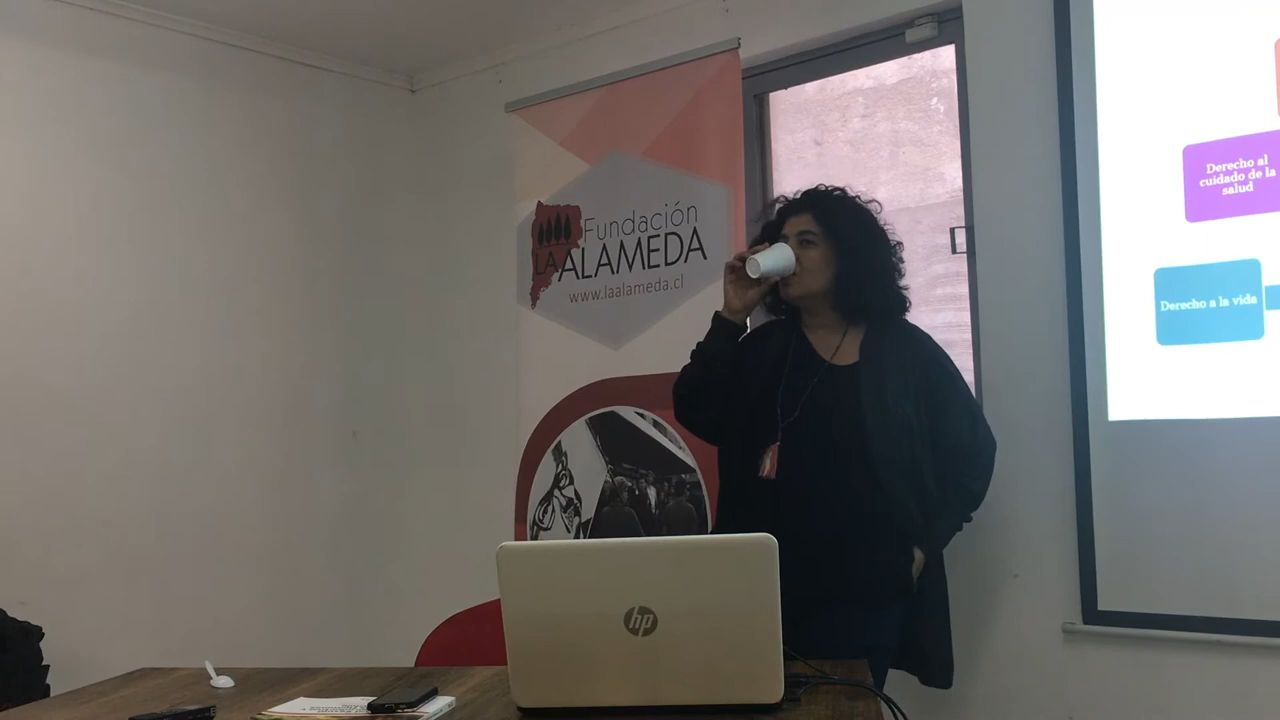 Fundación
LA ALAMEDA
www.laalameda.cl
Derecho al
cuidado de la
salud
Derecho a la vida
hp